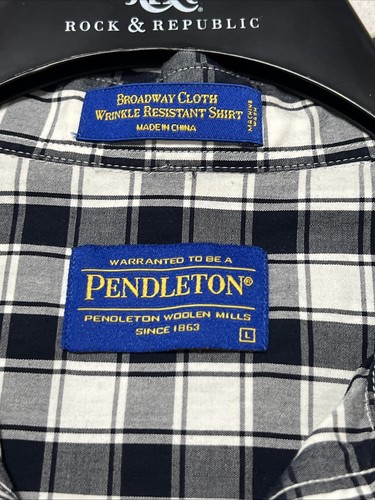 ROCK & REPUBLIC
BROADWAY CLOTH
WRINKLE RESISTANT SHIRT
MADE IN CHINA
MACHINE
WASH
WARRANTED TO BE A
PENDLETON®
PENDLETON WOOLEN MILLS
SINCE 1863
L